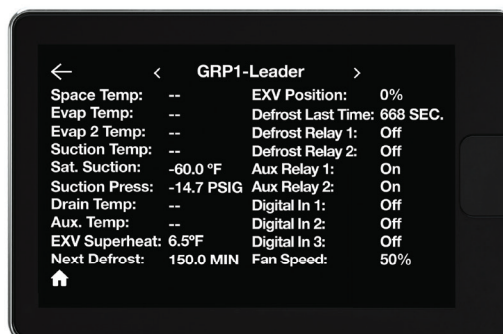 GRP1-Leader
Space Temp: -- EXV Position: 0%
Evap Temp: -- Defrost Last Time: 668 SEC.
Evap 2 Temp: -- Defrost Relay 1: Off
Suction Temp: -- Defrost Relay 2: Off
Sat. Suction: -60.0 ºF Aux Relay 1: On
Suction Press: -14.7 PSIG Aux Relay 2: On
Drain Temp: -- Digital In 1: Off
Aux. Temp: -- Digital In 2: Off
EXV Superheat: 6.5ºF Digital In 3: Off
Next Defrost: 150.0 MIN Fan Speed: 50%